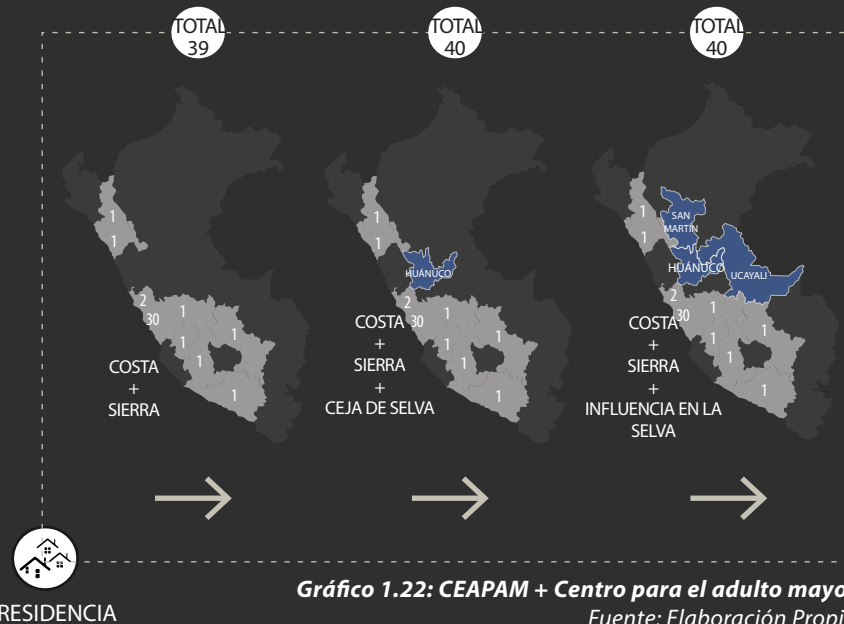 TOTAL
39
TOTAL
40
TOTAL
40
1
1
2
30
1
1
1
1
1
COSTA
+
SIERRA
1
1
HUÁNUCO
2
30
1
1
1
1
1
COSTA
+
SIERRA
+
CEJA DE SELVA
1
1
SAN
MARTÍN
HUÁNUCO
UCAYALI
2
30
1
1
1
1
1
COSTA
+
SIERRA
+
INFLUENCIA EN LA
SELVA
RESIDENCIA
Gráfico 1.22: CEAPAM + Centro para el adulto mayo
Fuente: Elaboración Propi